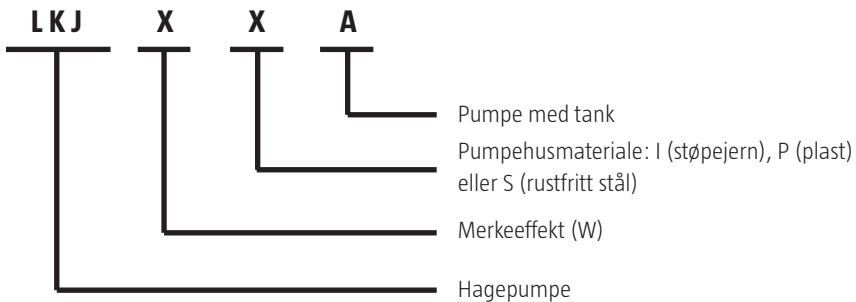 LKJ X X A
Pumpe med tank
Pumpehusmateriale: I (støpejern), P (plast)
eller S (rustfritt stål)
Merkeeffekt (W)
Hagepumpe